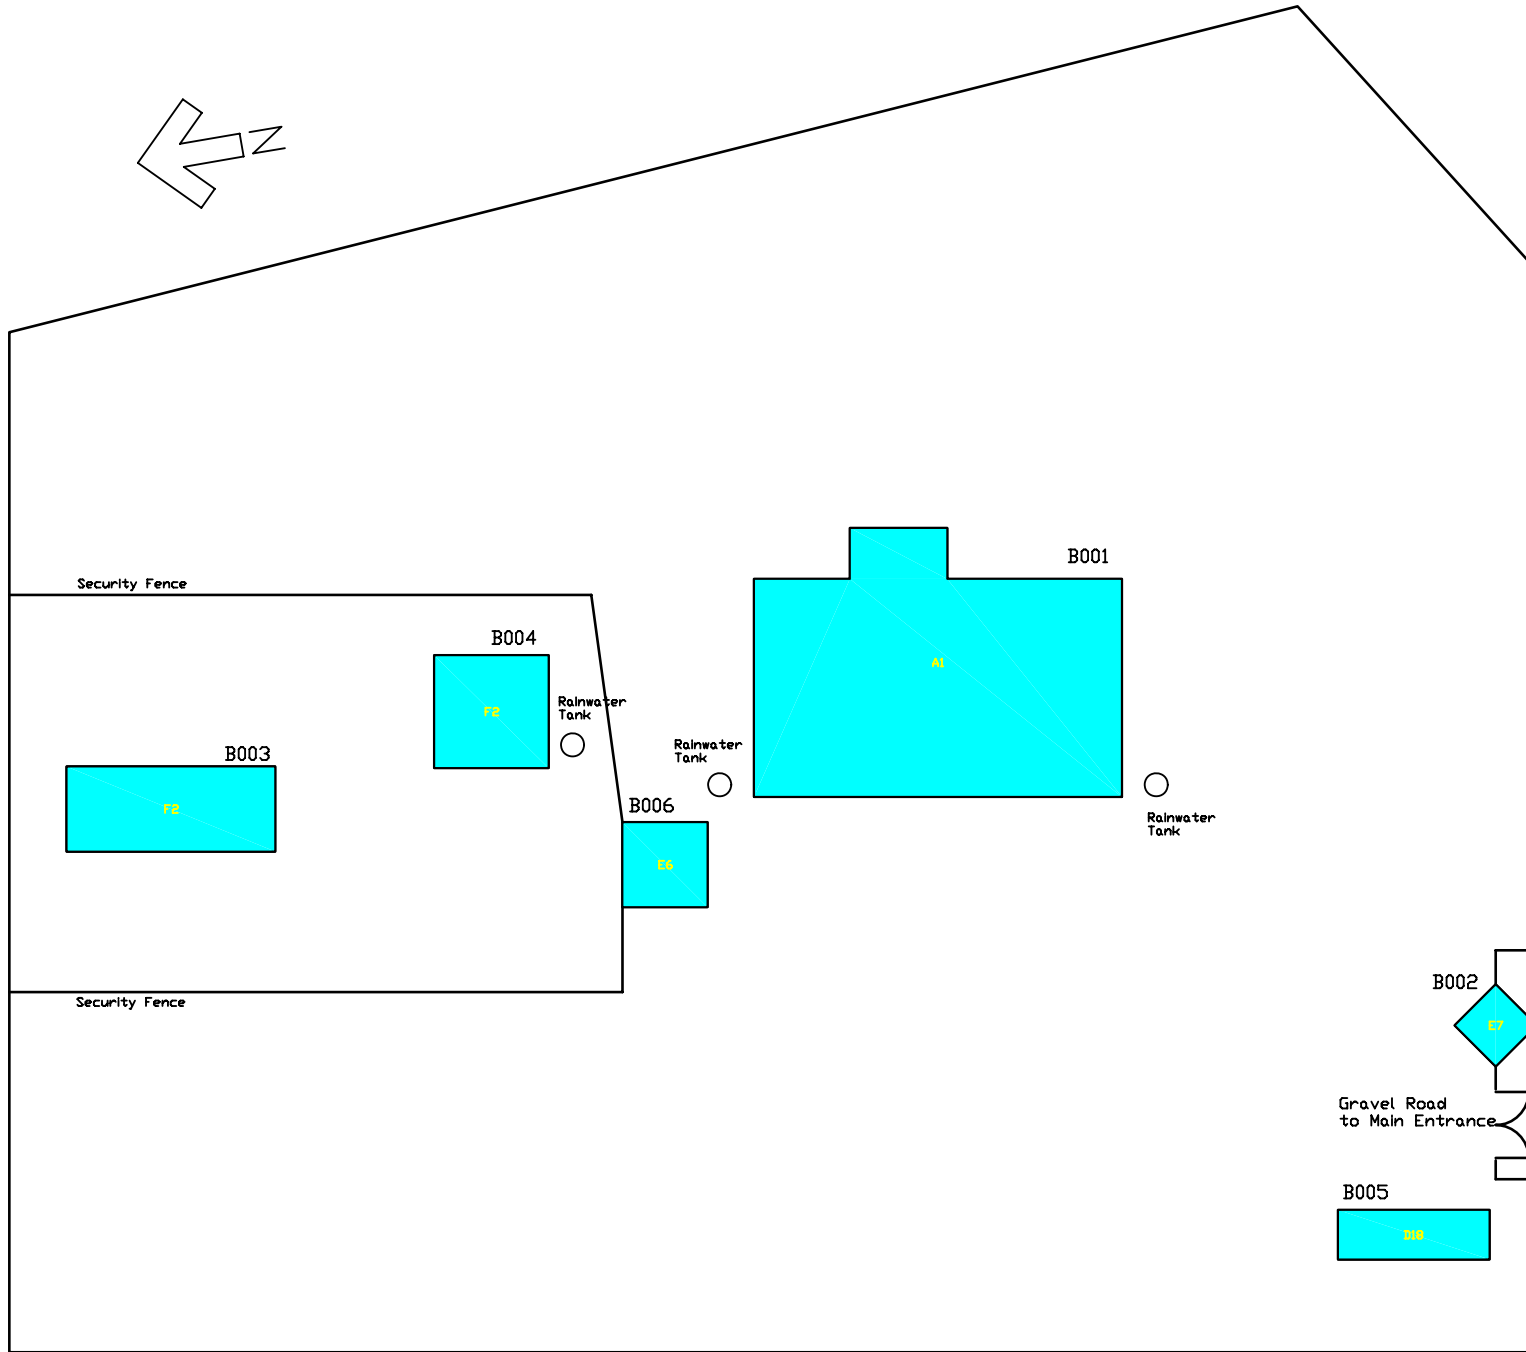 N
B001
Security Fence
B004
A1
Rainwater
Tank
F2
Rainwater
Tank
B003
B006
F2
Rainwater
Tank
E6
B002
Security Fence
E7
Gravel Road
to Main Entrance
B005
D18